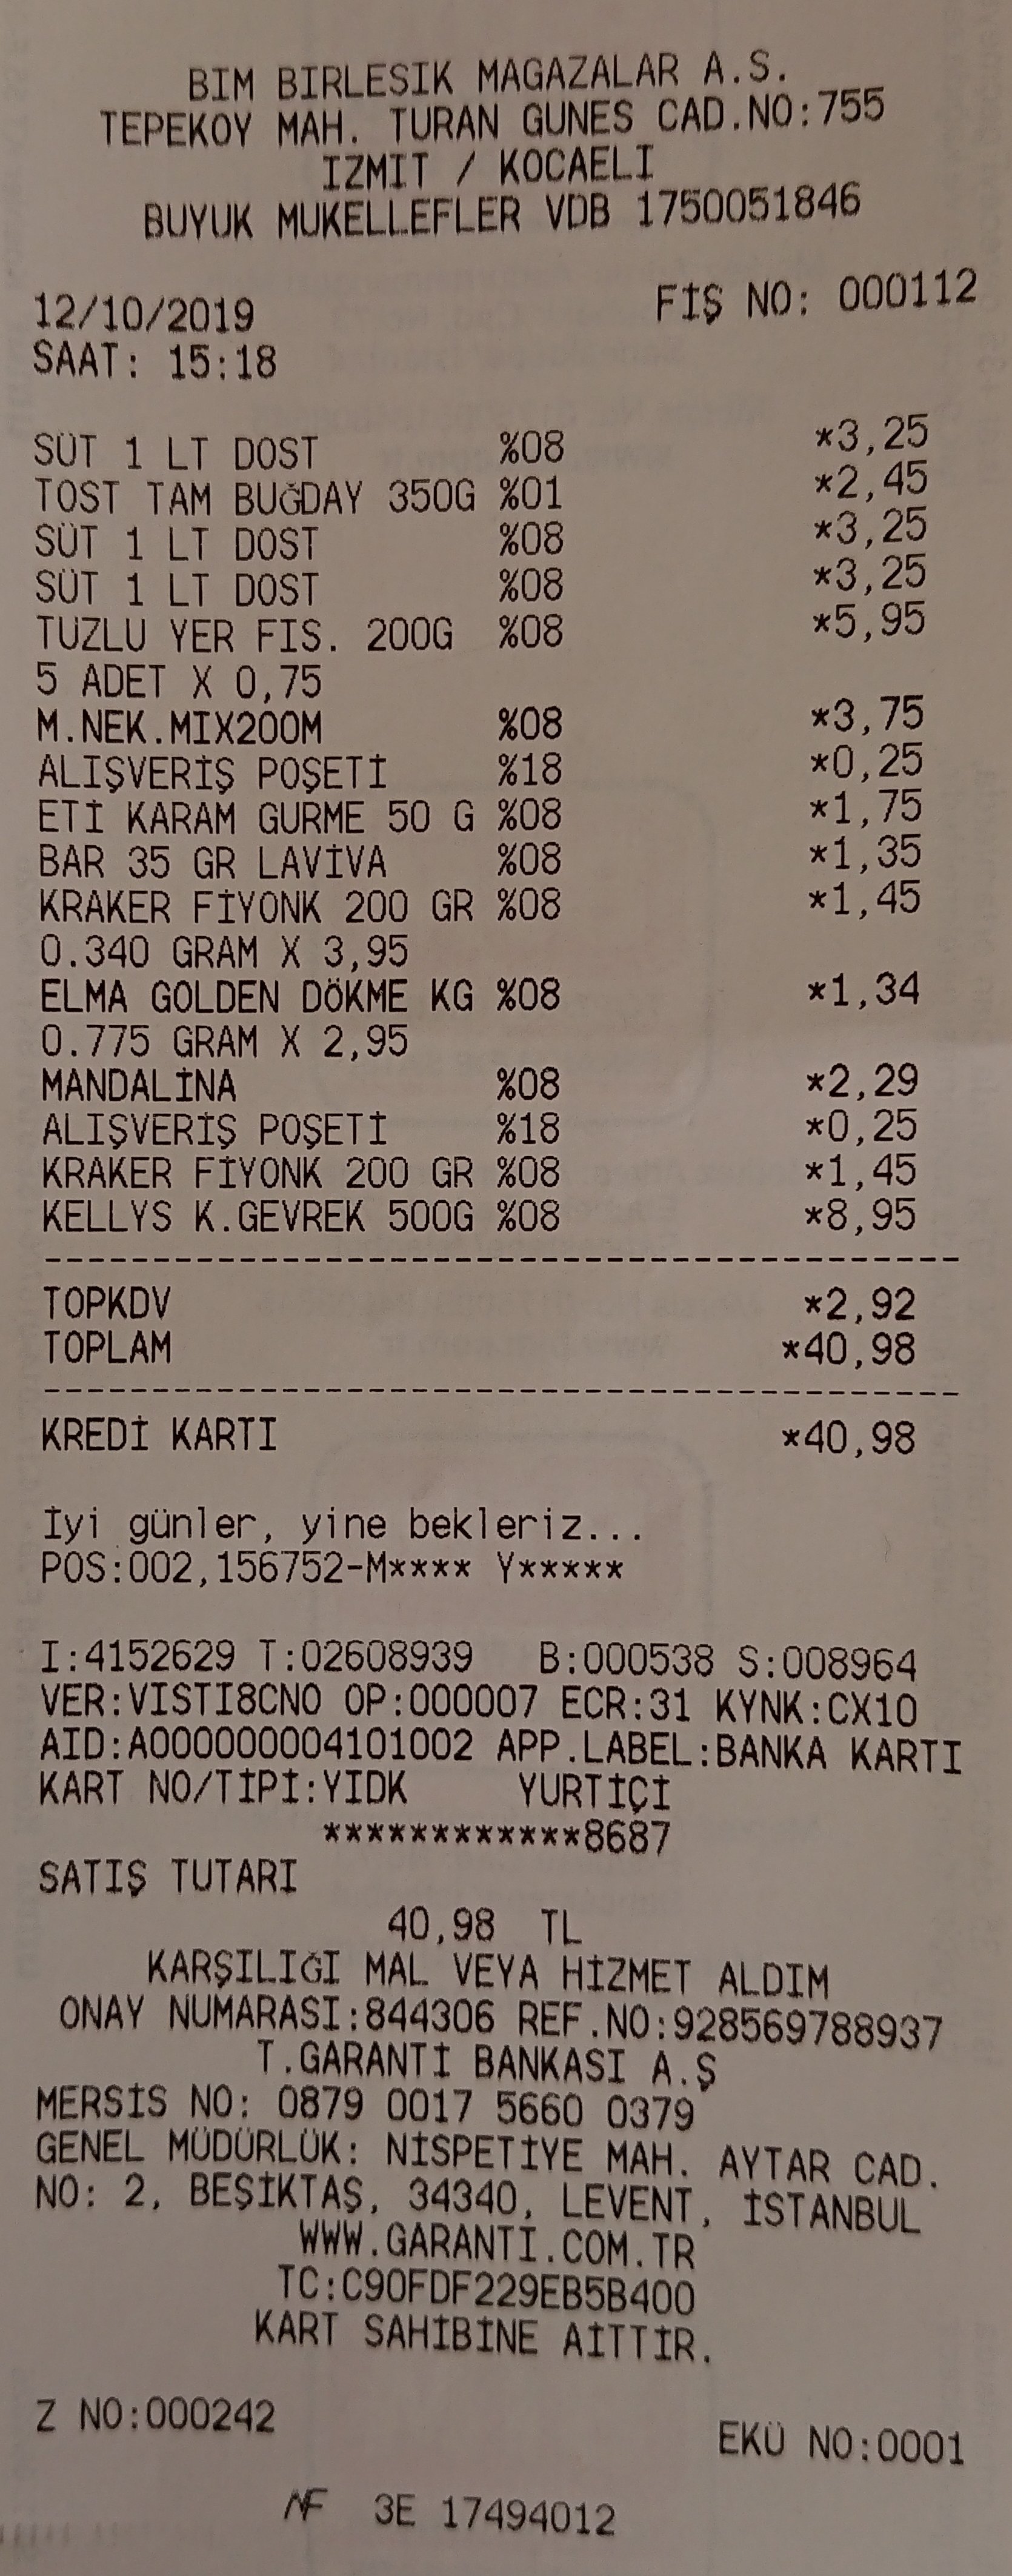 BIM BIRLESIK MAGAZALAR A.S.
TEPEKOY MAH. TURAN GUNES CAD.NO:755
IZMIT / KOCAELI
BUYUK MUKELLEFLER VDB 1750051846
12/10/2019 FİŞ NO: 000112
SAAT: 15:18
SÜT 1 LT DOST %08 *3,25
TOST TAM BUĞDAY 350G %01 *2,45
SÜT 1 LT DOST %08 *3,25
SÜT 1 LT DOST %08 *3,25
TUZLU YER FIS. 200G %08 *5,95
5 ADET X 0,75
M.NEK.MIX200M %08 *3,75
ALIŞVERİŞ POŞETİ %18 *0,25
ETİ KARAM GURME 50 G %08 *1,75
BAR 35 GR LAVİVA %08 *1,35
KRAKER FİYONK 200 GR %08 *1,45
0.340 GRAM X 3,95
ELMA GOLDEN DÖKME KG %08 *1,34
0.775 GRAM X 2,95
MANDALİNA %08 *2,29
ALIŞVERİŞ POŞETİ %18 *0,25
KRAKER FİYONK 200 GR %08 *1,45
KELLYS K.GEVREK 500G %08 *8,95
TOPKDV *2,92
TOPLAM *40,98
KREDİ KARTI *40,98
İyi günler, yine bekleriz...
POS:002,156752-M**** Y*****
I:4152629 T:02608939 B:000538 S:008964
VER:VISTI8CNO OP:000007 ECR:31 KYNK:CX10
AID:A000000004101002 APP.LABEL:BANKA KARTI
KART NO/TİPİ:YIDK YURTİÇİ
************8687
SATIŞ TUTARI
40,98 TL
KARŞILIĞI MAL VEYA HİZMET ALDIM
ONAY NUMARASI:844306 REF.NO:928569788937
T.GARANTİ BANKASI A.Ş
MERSİS NO: 0879 0017 5660 0379
GENEL MÜDÜRLÜK: NİSPETİYE MAH. AYTAR CAD.
NO: 2, BEŞİKTAŞ, 34340, LEVENT, İSTANBUL
WWW.GARANTI.COM.TR
TC:C90FDF229EB5B400
KART SAHİBİNE AİTTİR.
Z NO:000242
EKÜ NO:0001
NF 3E 17494012